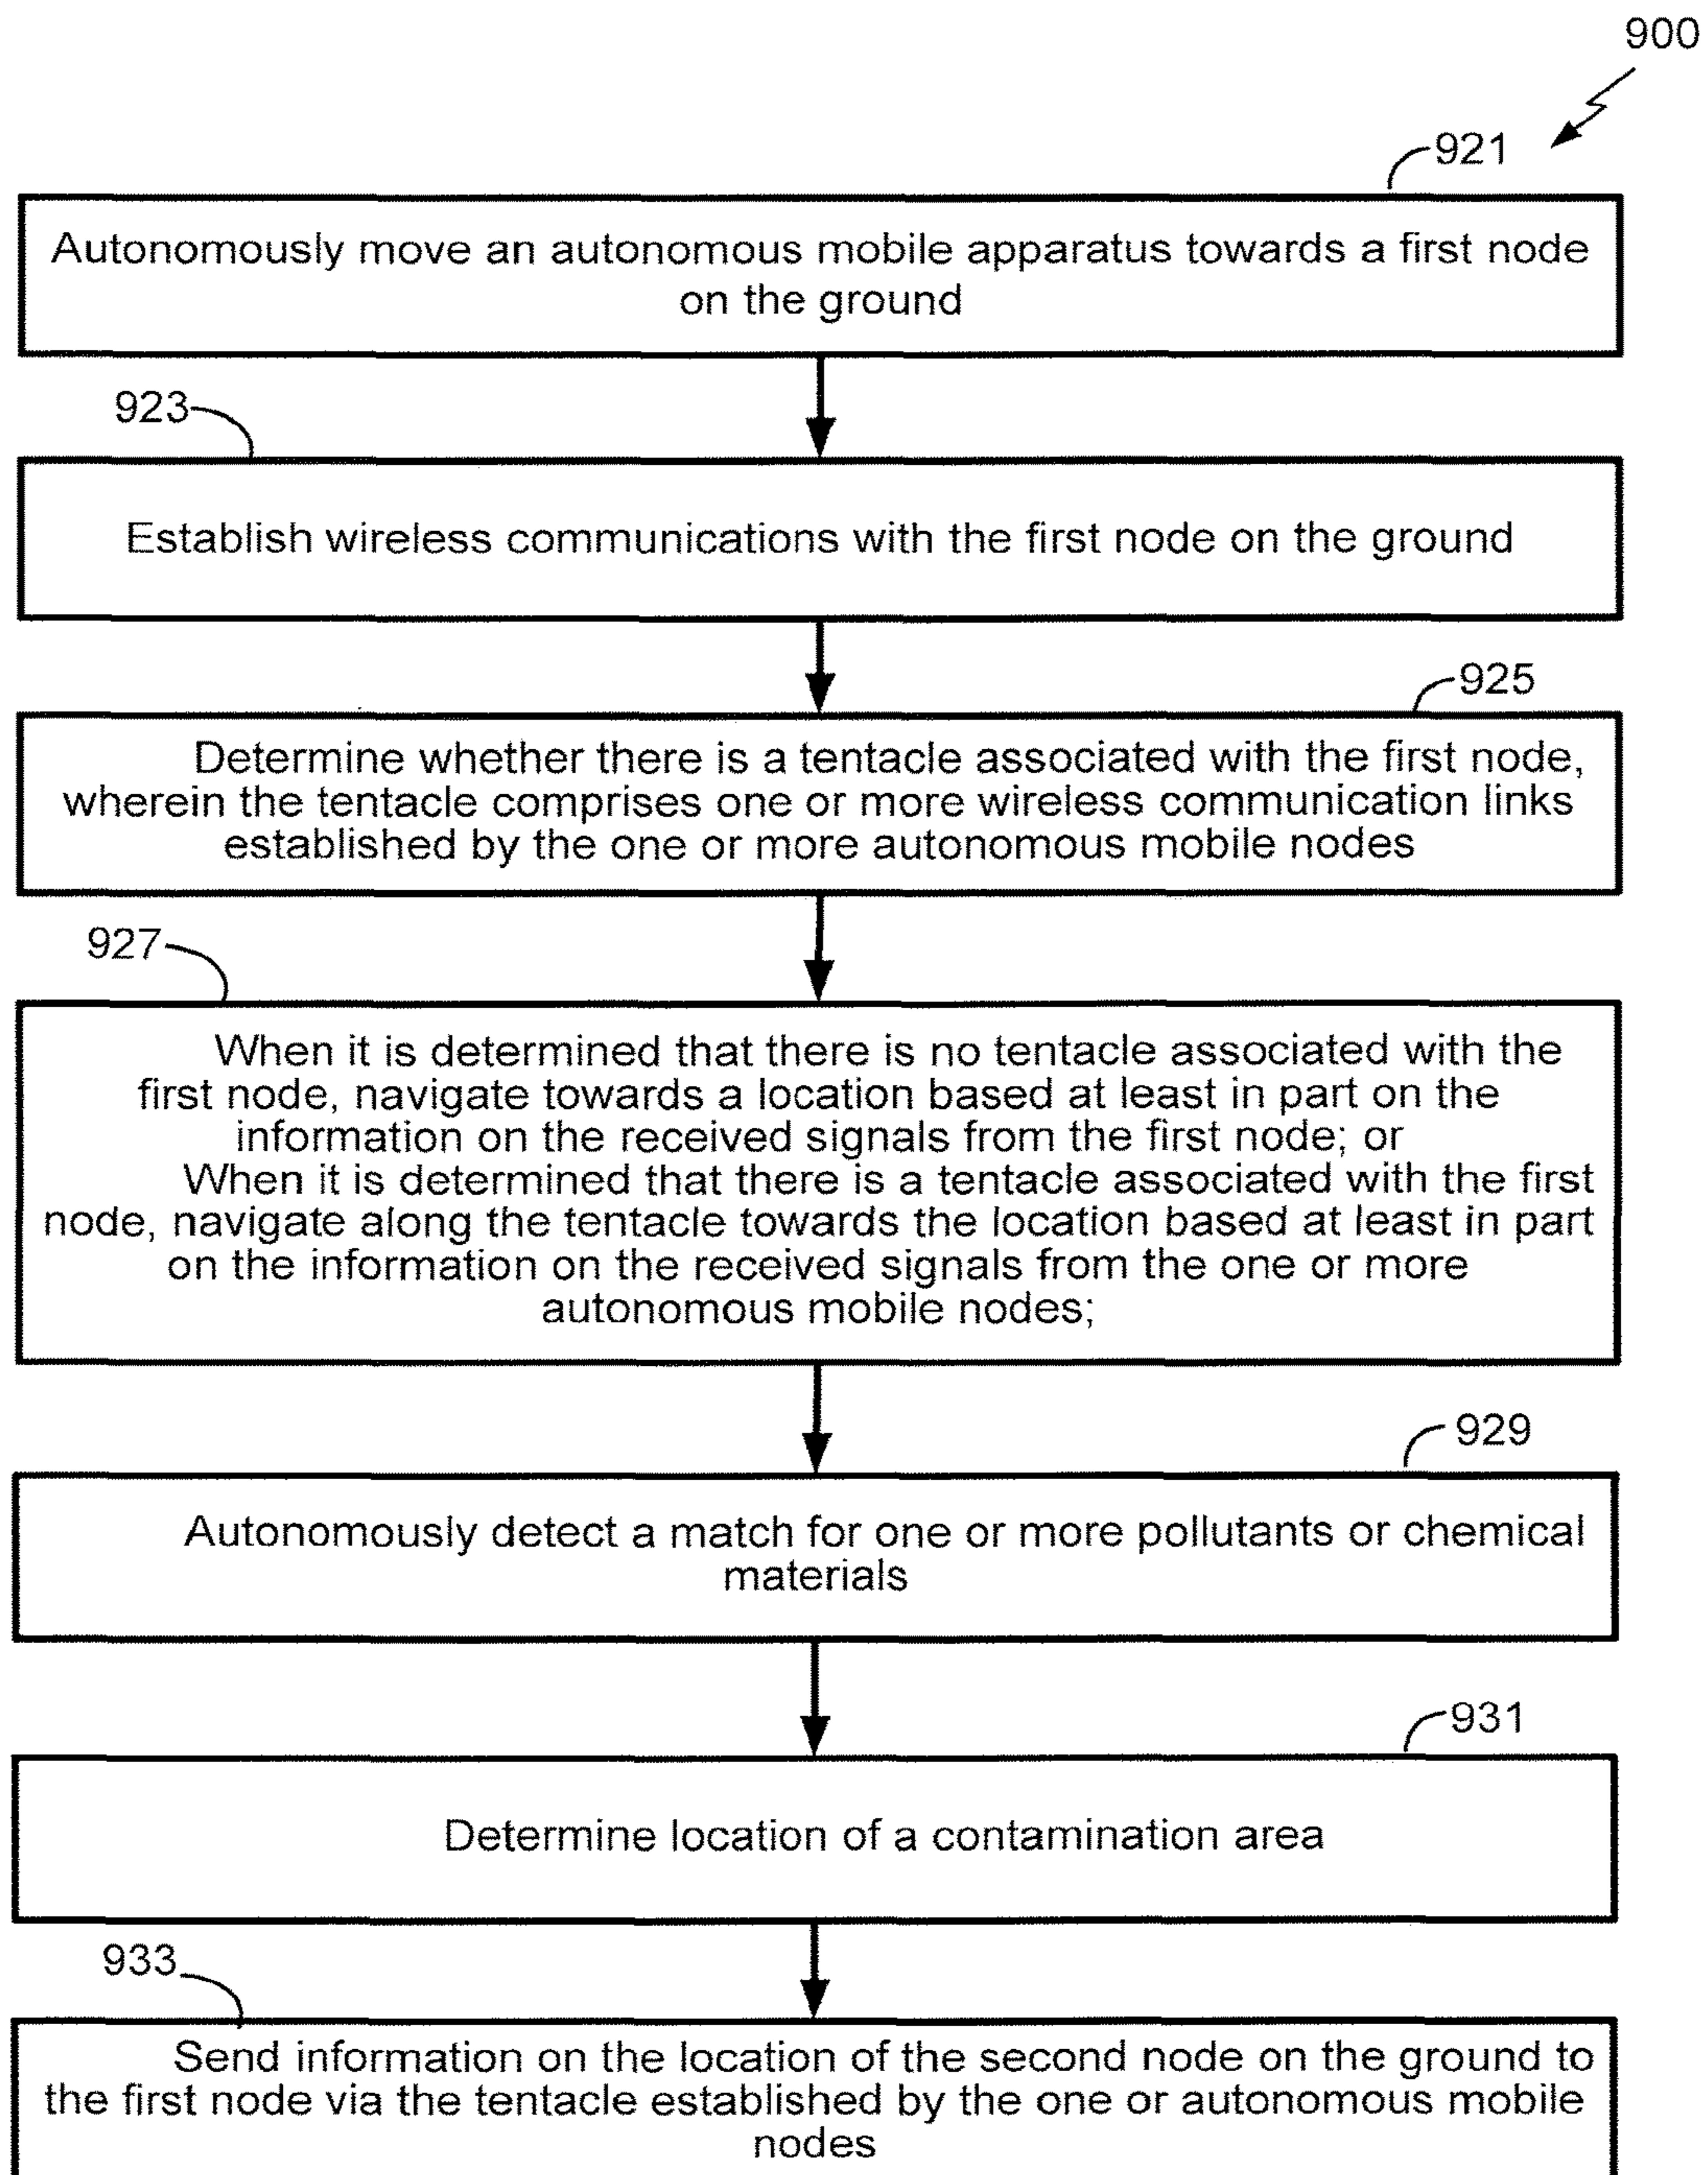 900
921
Autonomously move an autonomous mobile apparatus towards a first node
on the ground
923
Establish wireless communications with the first node on the ground
925
Determine whether there is a tentacle associated with the first node,
wherein the tentacle comprises one or more wireless communication links
established by the one or more autonomous mobile nodes
927
When it is determined that there is no tentacle associated with the
first node, navigate towards a location based at least in part on the
information on the received signals from the first node; or
When it is determined that there is a tentacle associated with the first
node, navigate along the tentacle towards the location based at least in part
on the information on the received signals from the one or more
autonomous mobile nodes;
929
Autonomously detect a match for one or more pollutants or chemical
materials
931
Determine location of a contamination area
933
Send information on the location of the second node on the ground to
the first node via the tentacle established by the one or autonomous mobile
nodes